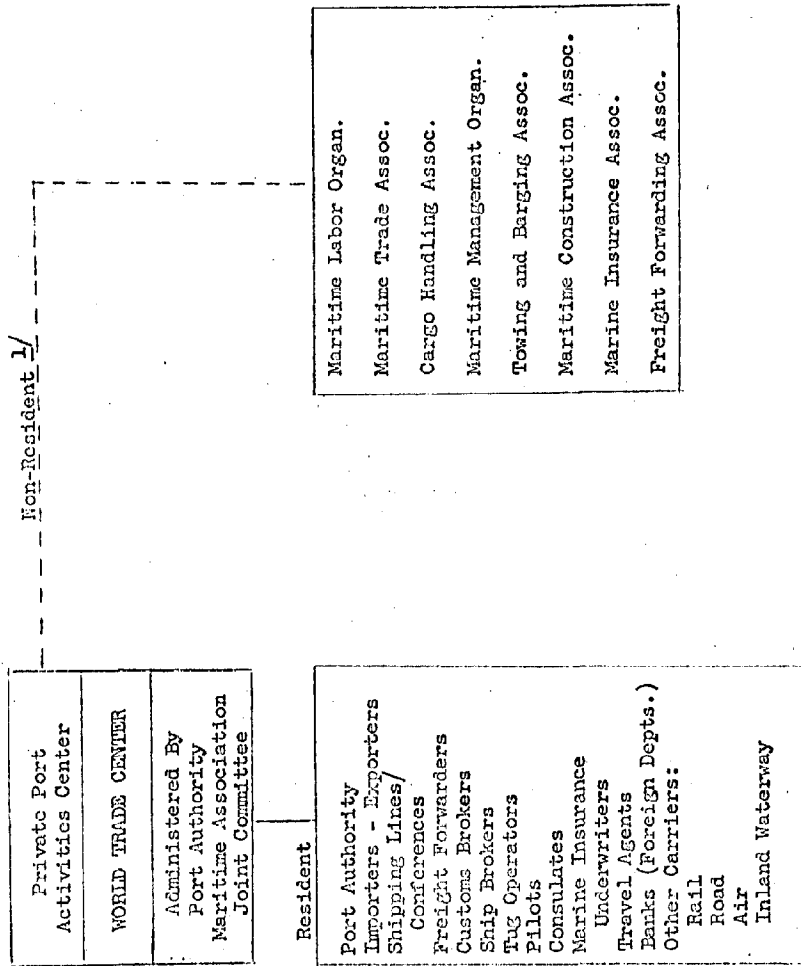 Private Port
Activities Center
WORLD TRADE CENTER
Administered By
Port Authority
Maritime Association
Joint Committee
Non-Resident 1/
Resident
Port Authority
Importers - Exporters
Shipping Lines/
Conferences
Freight Forwarders
Customs Brokers
Ship Brokers
Tug Operators
Pilots
Consulates
Marine Insurance
Underwriters
Travel Agents
Banks (Foreign Depts.)
Other Carriers:
Rail
Road
Air
Inland Waterway
Maritime Labor Organ.
Maritime Trade Assoc.
Cargo Handling Assoc.
Maritime Management Organ.
Towing and Barging Assoc.
Maritime Construction Assoc.
Marine Insurance Assoc.
Freight Forwarding Assoc.